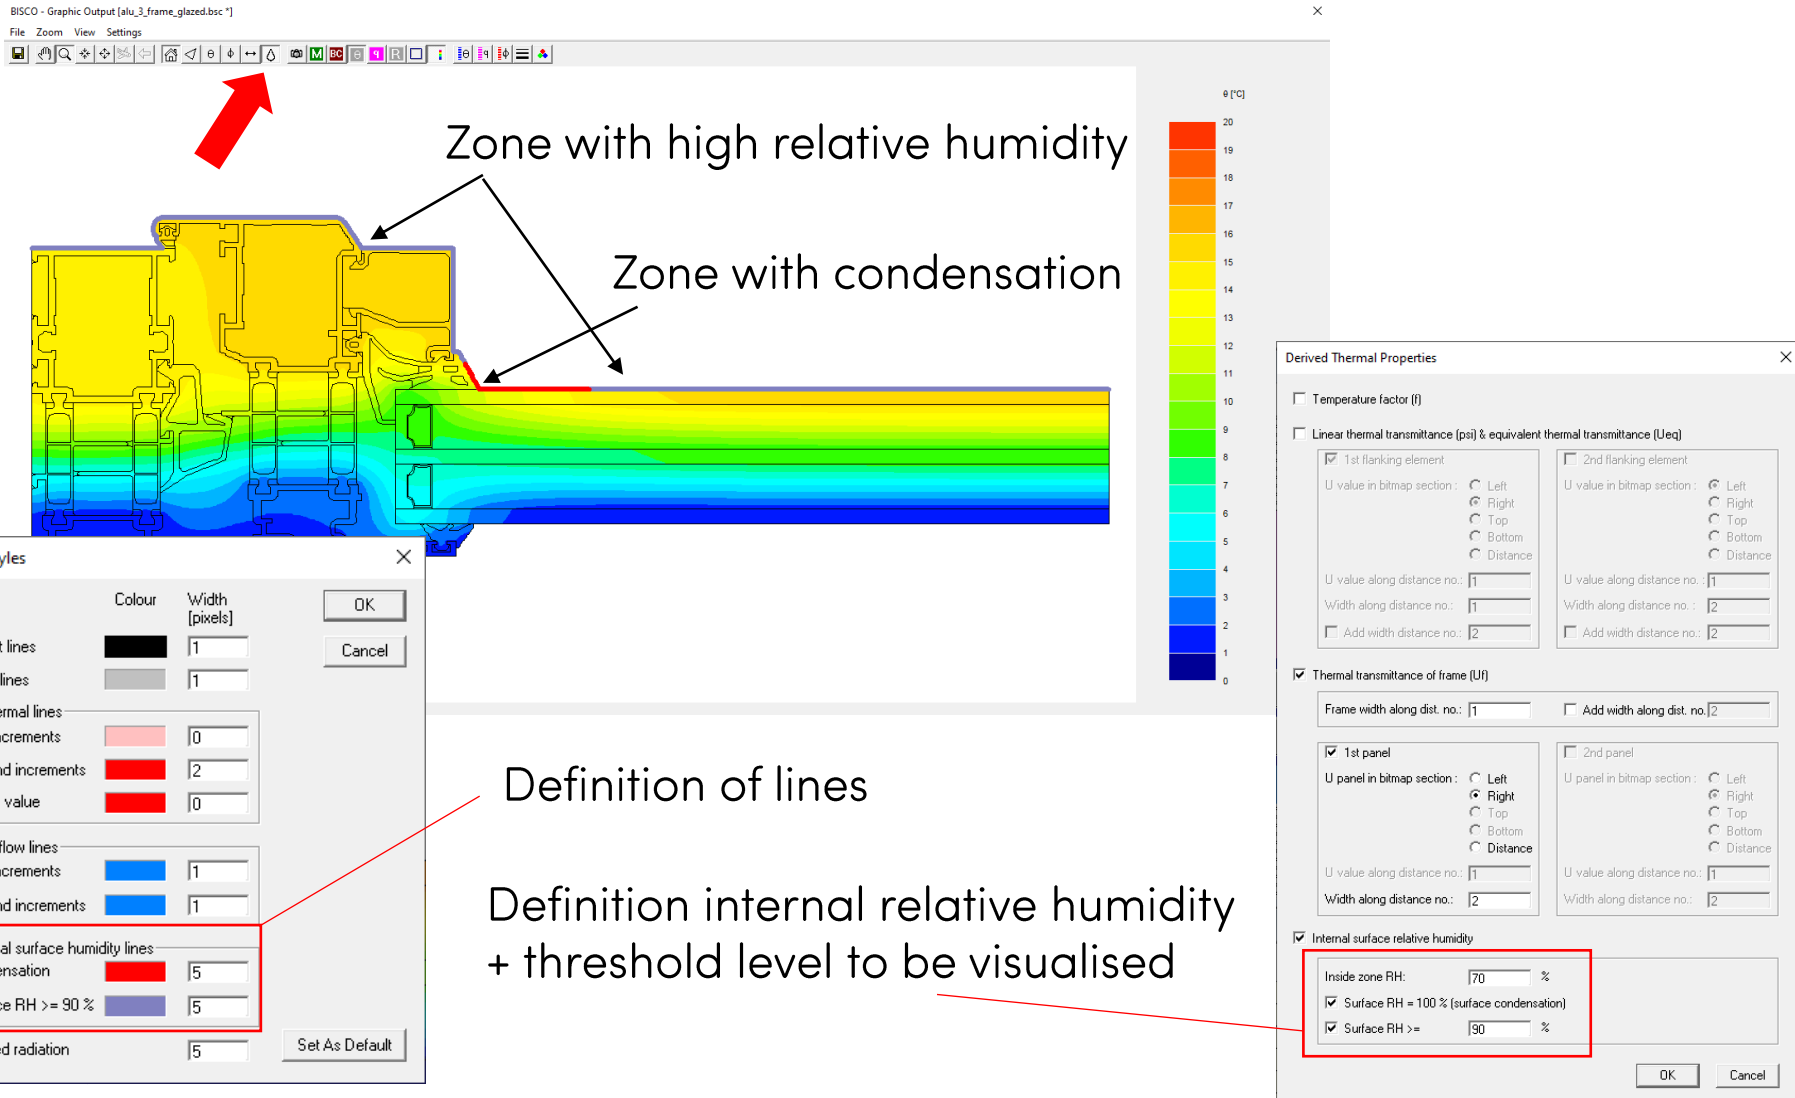 BISCO - Graphic Output [alu_3_frame_glazed.bsc *]
File Zoom View Settings
M BC θ q R θ q ϕ
Zone with high relative humidity
Zone with condensation
θ [°C]
20
19
18
17
16
15
14
13
12
11
10
9
8
7
6
5
4
3
2
1
0
yles
Colour
Width
[pixels]
OK
Cancel
t lines 1
lines 1
ermal lines
crements 0
nd increments 2
value 0
flow lines
crements 1
nd increments 1
al surface humidity lines
ensation 5
ce RH >= 90 % 5
ed radiation 5
Set As Default
Definition of lines
Definition internal relative humidity
+ threshold level to be visualised
Derived Thermal Properties
Temperature factor (f)
Linear thermal transmittance (psi) & equivalent thermal transmittance (Ueq)
1st flanking element
U value in bitmap section : Left
Right
Top
Bottom
Distance
U value along distance no.: 1
Width along distance no.: 1
Add width distance no.: 2
2nd flanking element
U value in bitmap section : Left
Right
Top
Bottom
Distance
U value along distance no. : 1
Width along distance no. : 2
Add width distance no.: 2
Thermal transmittance of frame (Uf)
Frame width along dist. no.: 1
Add width along dist. no. 2
1st panel
U panel in bitmap section : Left
Right
Top
Bottom
Distance
U value along distance no.: 1
Width along distance no.: 2
2nd panel
U panel in bitmap section : Left
Right
Top
Bottom
Distance
U value along distance no.: 1
Width along distance no.: 2
Internal surface relative humidity
Inside zone RH: 70 %
Surface RH = 100 % (surface condensation)
Surface RH >= 90 %
OK
Cancel